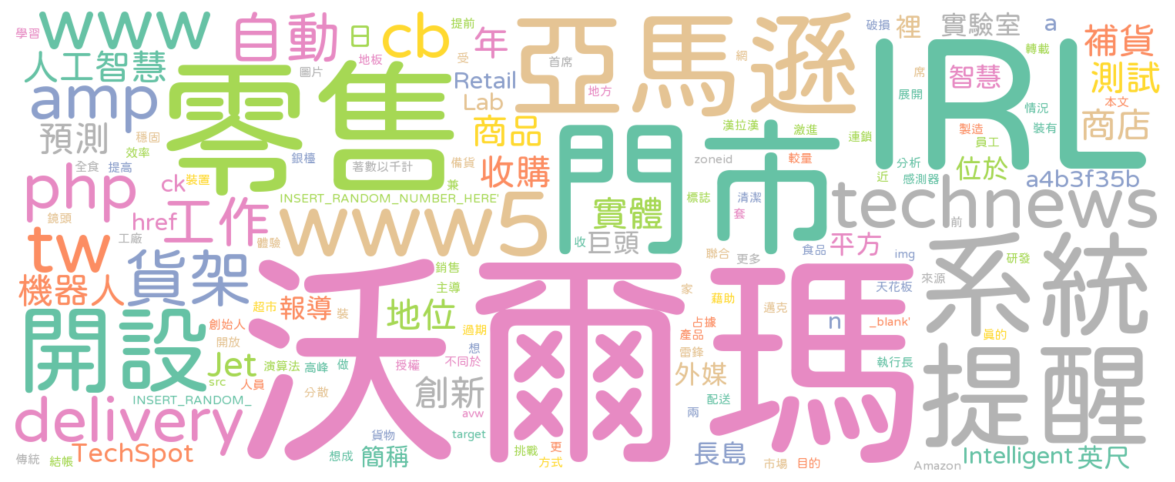 學習
www
自動
日
cb
提前
年
受
亞馬遜
首席
網
破損
裡
實驗室
a
IRL
轉載
補貨
人工智慧
圖片
地板
零售
Retail
地方
席
展開
智慧
測試
本文
amp
Lab
情況
商店
預測
穩固
效率
商品
門市
漢拉漢
激進
連鎖
製造
裝有
員工
全食
提高
銀檯
著數以千計
備貨
收購
zoneid
較量
分析
位於
php
ck
裝置
兼
近
感測器
a4b3f35b
INSERT_RANDOM_NUMBER_HERE'
標誌
清潔
套
technews
鏡頭
href
工作
www5
實體
前
tw
工廠
體驗
收
巨頭
食品
平方
img
系統
機器人
貨架
銷售
主導
聯合
更多
來源
研發
沃爾瑪
天花板
超市
報導
裝
地位
家
藉助
邁克
開設
創始人
開放
過期
占據
產品
n
_blank'
眞的
Jet
演算法
高峰
做
授權
想
不同於
雷鋒
執行長
提醒
src
人員
外媒
INSERT_RANDOM_
分散
創新
配送
delivery
avw
兩
TechSpot
貨物
target
挑戰
更
長島
Intelligent
英尺
傳統
結帳
想成
簡稱
方式
市場
目的
Amazon